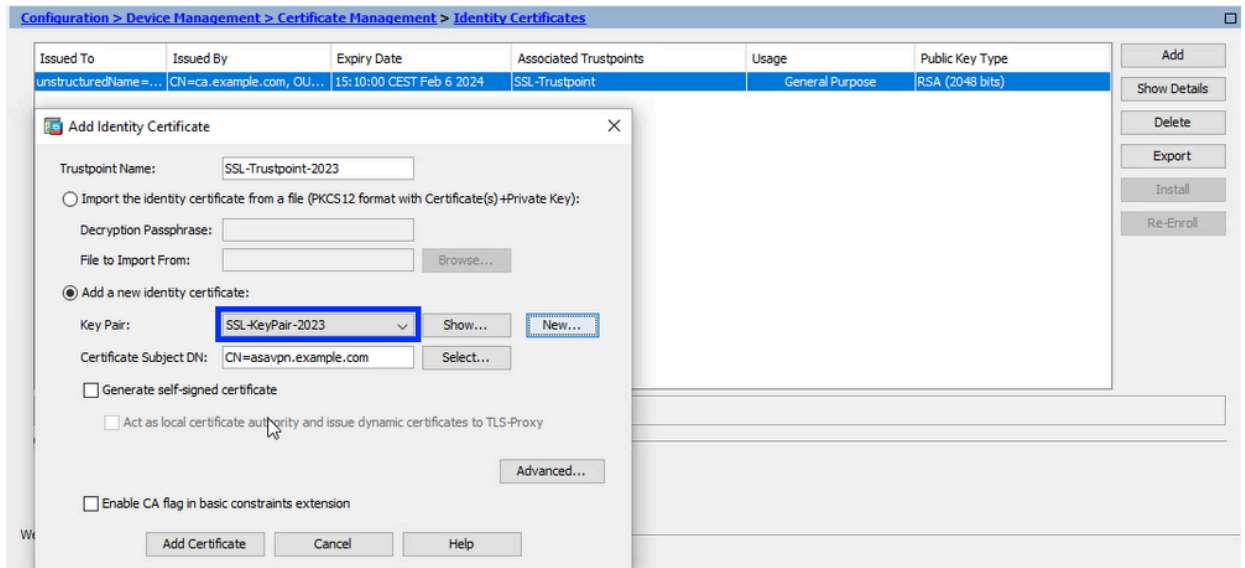 Configuration > Device Management > Certificate Management > Identity Certificates
Issued To Issued By Expiry Date Associated Trustpoints Usage Public Key Type
unstructuredName=... CN=ca.example.com, OU... 15:10:00 CEST Feb 6 2024 SSL-Trustpoint General Purpose RSA (2048 bits)
Add
Show Details
Delete
Export
Install
Re-Enroll
Add Identity Certificate
Trustpoint Name: SSL-Trustpoint-2023
Import the identity certificate from a file (PKCS12 format with Certificate(s)+Private Key):
Decryption Passphrase:
File to Import From: Browse...
Add a new identity certificate:
Key Pair: SSL-KeyPair-2023 Show... New...
Certificate Subject DN: CN=asavpn.example.com Select...
Generate self-signed certificate
Act as local certificate authority and issue dynamic certificates to TLS-Proxy
Advanced...
Enable CA flag in basic constraints extension
Add Certificate Cancel Help